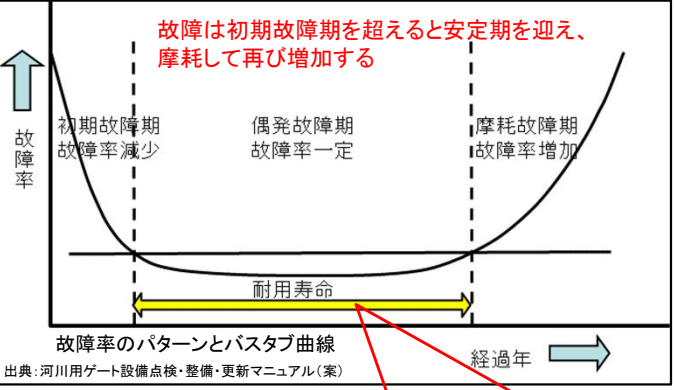 故障は初期故障期を超えると安定期を迎え、
摩耗して再び増加する
故障率
初期故障期
故障率減少
偶発故障期
故障率一定
摩耗故障期
故障率増加
耐用寿命
故障率のパターンとバスタブ曲線
経過年
出典：河川用ゲート設備点検・整備・更新マニュアル（案）